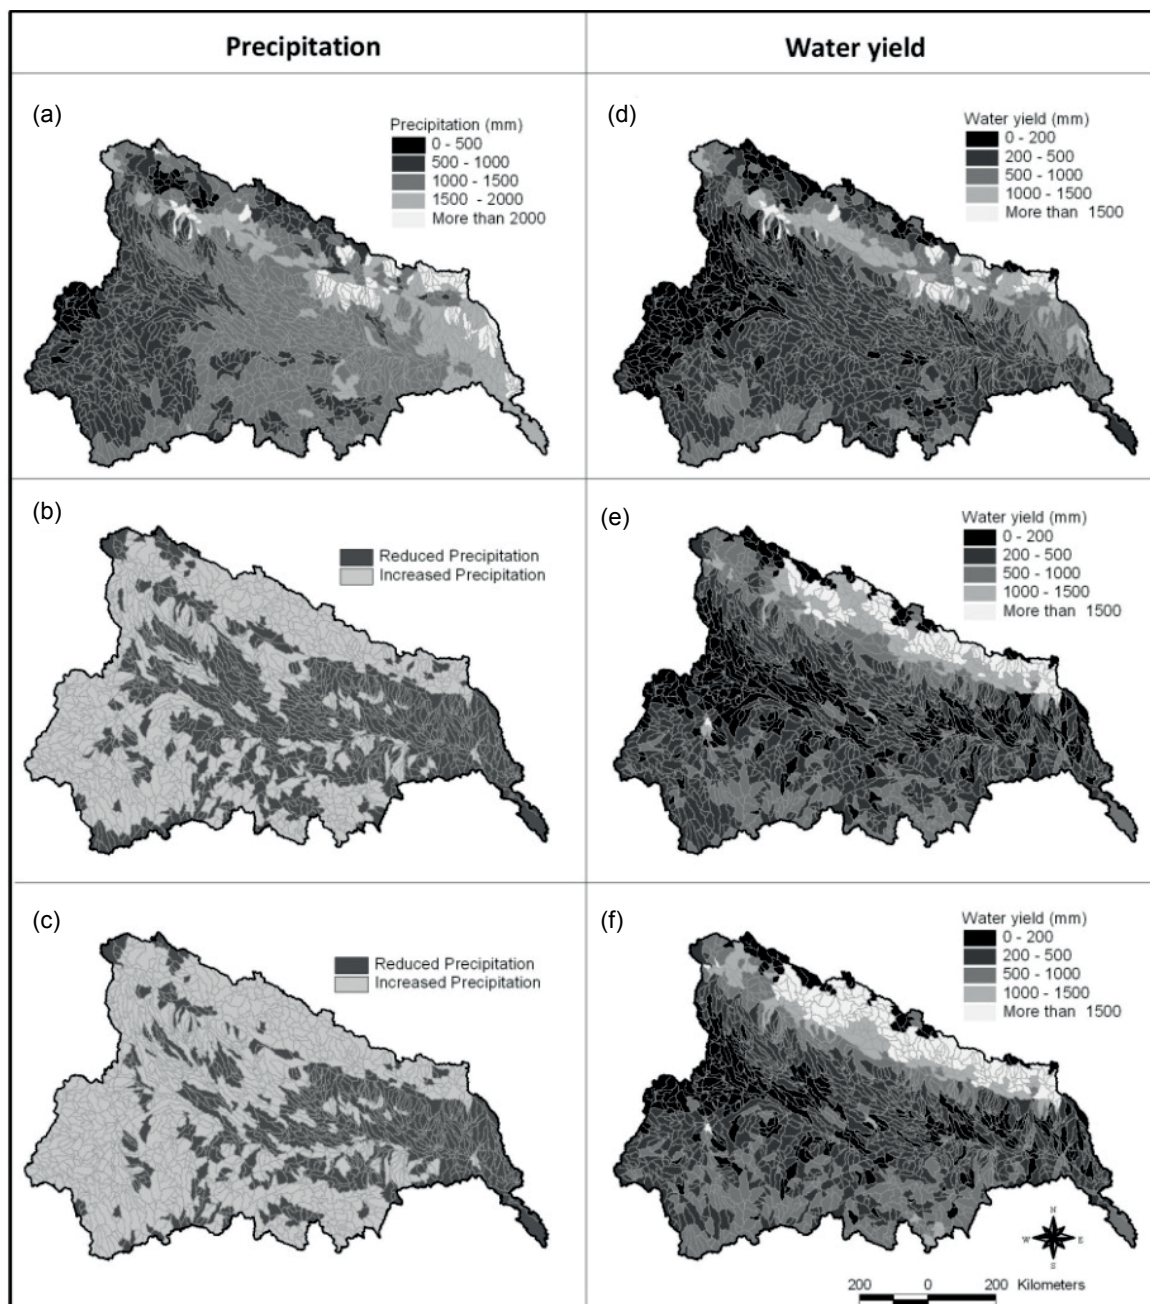 Precipitation
Water yield
(a)
Precipitation (mm)
0 - 500
500 - 1000
1000 - 1500
1500 - 2000
More than 2000
(d)
Water yield (mm)
0 - 200
200 - 500
500 - 1000
1000 - 1500
More than 1500
(b)
Reduced Precipitation
Increased Precipitation
(e)
Water yield (mm)
0 - 200
200 - 500
500 - 1000
1000 - 1500
More than 1500
(c)
Reduced Precipitation
Increased Precipitation
(f)
Water yield (mm)
0 - 200
200 - 500
500 - 1000
1000 - 1500
More than 1500
N
W E
S
200 0 200 Kilometers